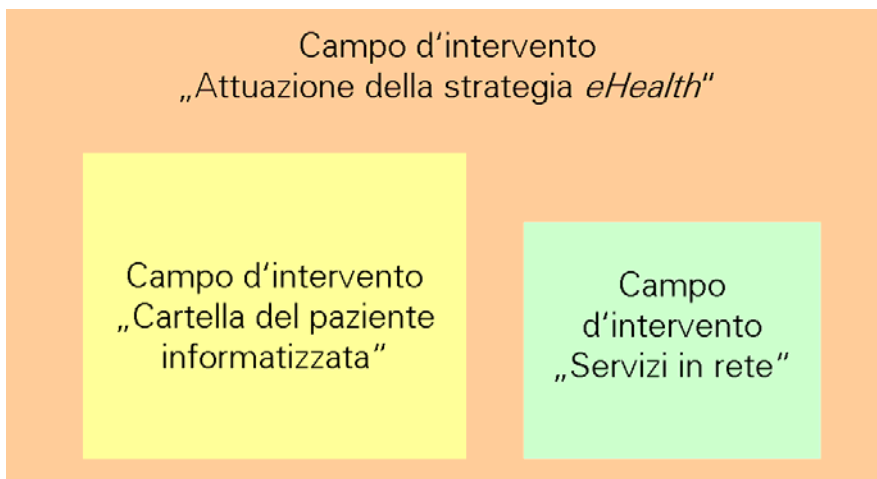 Campo d‘intervento
„Attuazione della strategia eHealth“
Campo d‘intervento
„Cartella del paziente
informatizzata“
Campo
d‘intervento
„Servizi in rete“